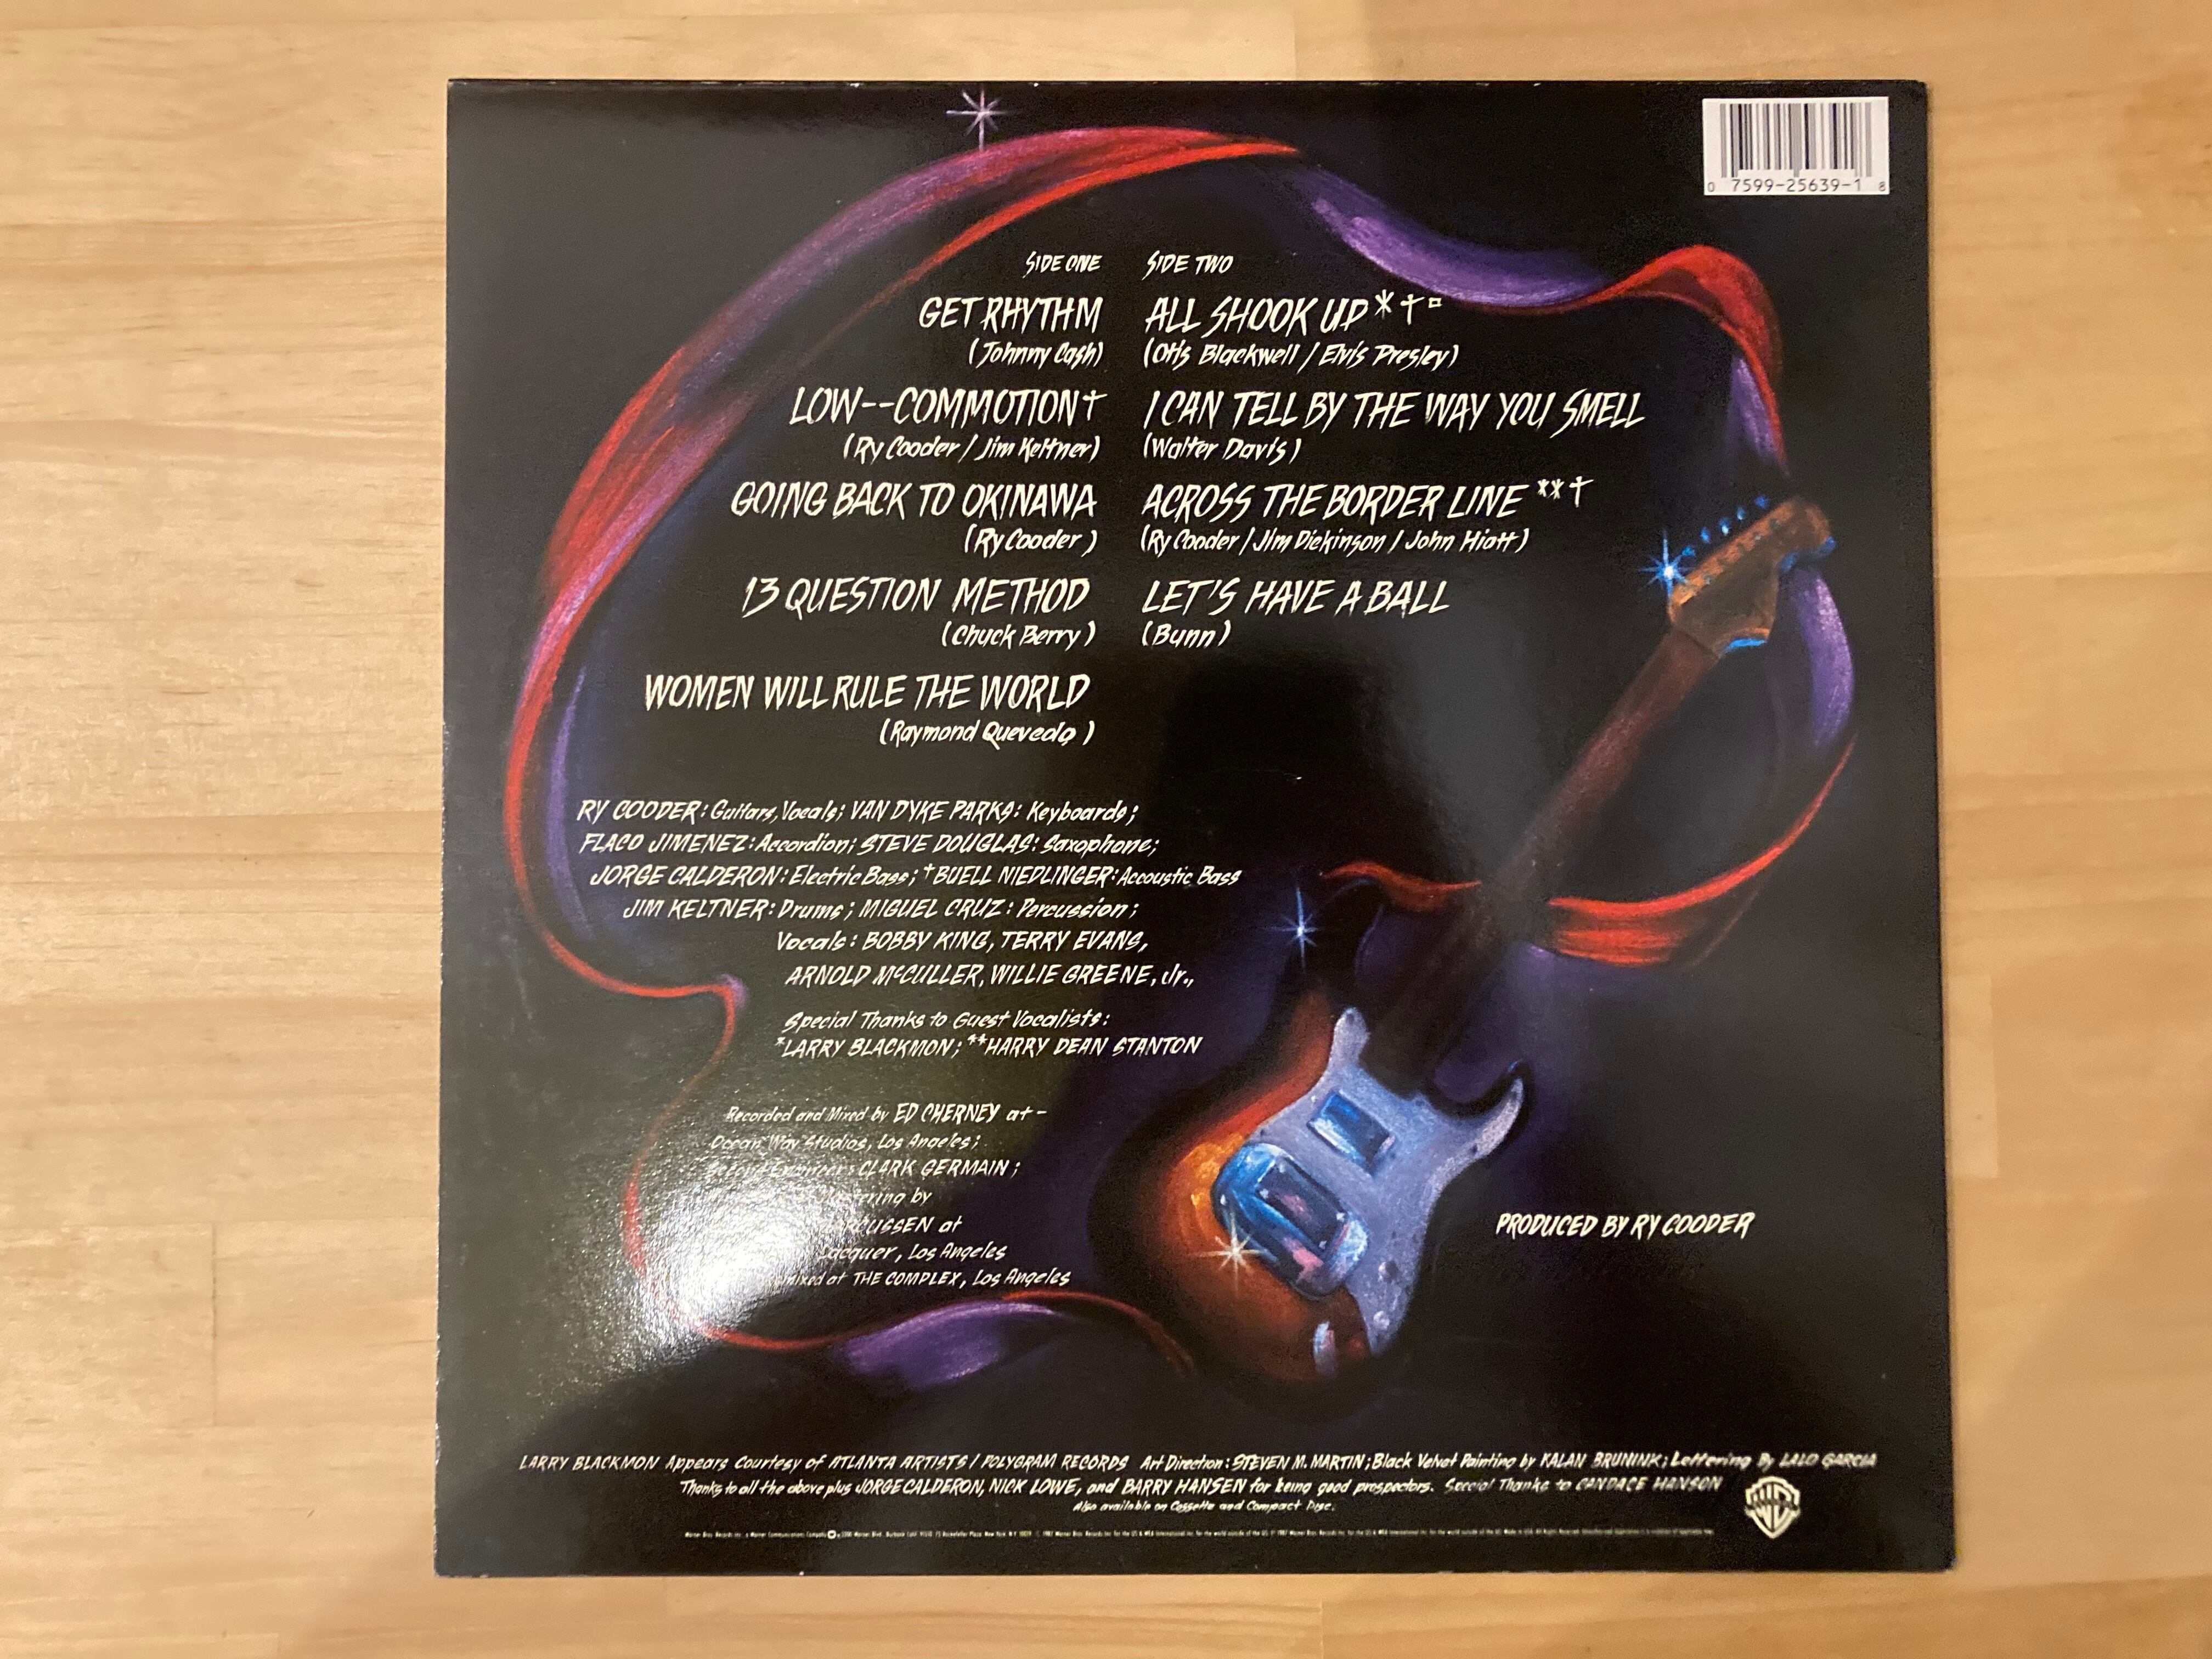 0 7599-25639-1 8
SIDE ONE
GET RHYTHM
(Johnny Cash)
LOW--COMMOTION†
(Ry Cooder / Jim Keltner)
GOING BACK TO OKINAWA
(Ry Cooder)
13 QUESTION METHOD
(Chuck Berry)
WOMEN WILL RULE THE WORLD
(Raymond Quevedo)
SIDE TWO
ALL SHOOK UP *†▫
(Otis Blackwell / Elvis Presley)
I CAN TELL BY THE WAY YOU SMELL
(Walter Davis)
ACROSS THE BORDER LINE **†
(Ry Cooder / Jim Dickinson / John Hiatt)
LET'S HAVE A BALL
(Bunn)
RY COODER: Guitars, Vocals; VAN DYKE PARKS: Keyboards;
FLACO JIMENEZ: Accordion; STEVE DOUGLAS: Saxophone;
JORGE CALDERON: Electric Bass; †BUELL NIEDLINGER: Accoustic Bass
JIM KELTNER: Drums; MIGUEL CRUZ: Percussion;
Vocals: BOBBY KING, TERRY EVANS,
ARNOLD McCULLER, WILLIE GREENE, Jr.,
Special Thanks to Guest Vocalists:
*LARRY BLACKMON; **HARRY DEAN STANTON
Recorded and Mixed by ED CHERNEY at -
Ocean Way Studios, Los Angeles;
Second Engineer: CLARK GERMAIN;
by
at
Lacquer, Los Angeles
at THE COMPLEX, Los Angeles
PRODUCED BY RY COODER
LARRY BLACKMON Appears Courtesy of ATLANTA ARTISTS / POLYGRAM RECORDS Art Direction: STEVEN M. MARTIN; Black Velvet Painting by KALAN BRUNINK; Lettering By LALO GARCIA
Thanks to all the above plus JORGE CALDERON, NICK LOWE, and BARRY HANSEN for being good prospectors. Special Thanks to CANDACE HANSON
Also available on Cassette and Compact Disc.